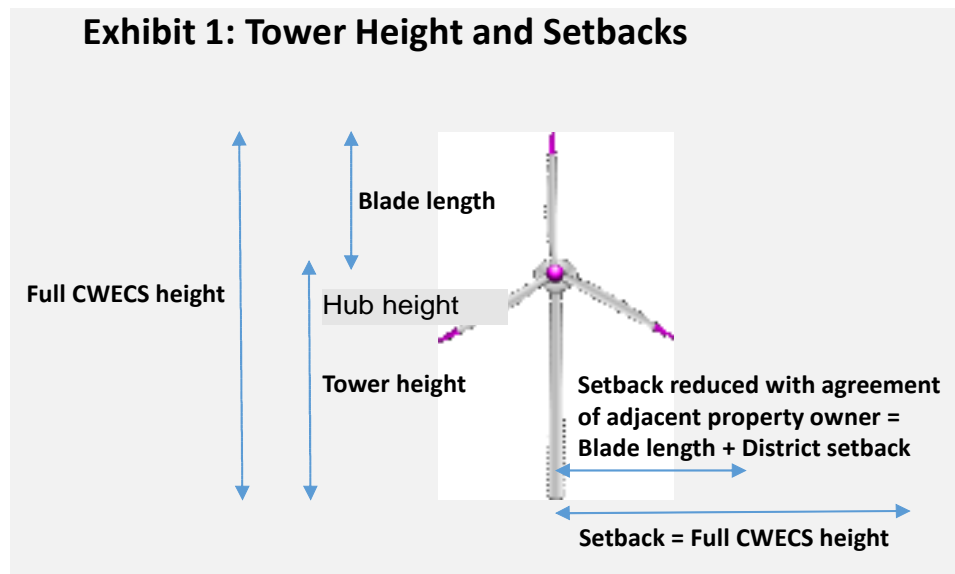 Exhibit 1: Tower Height and Setbacks
Blade length
Full CWECS height
Hub height
Tower height
Setback reduced with agreement
of adjacent property owner =
Blade length + District setback
Setback = Full CWECS height